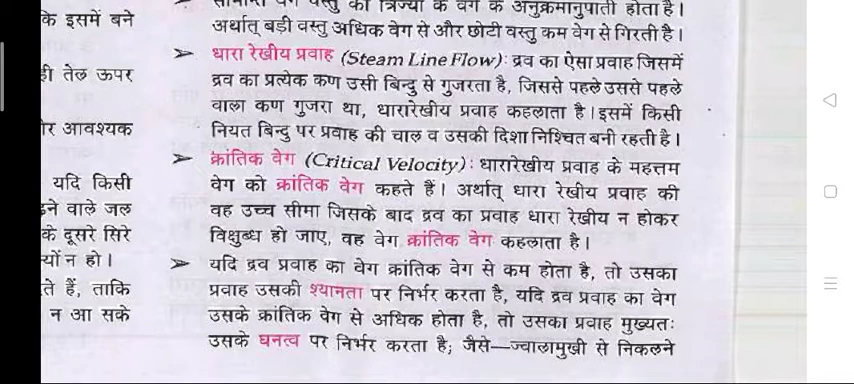 कि इसमें बने
ही तेल ऊपर
गैर आवश्यक
यदि किसी
वाले जल
के दूसरे सिरे
न हो।
ते हैं, ताकि
न आ सके
सीमान्त वेग वस्तु की त्रिज्या के वर्ग के अनुक्रमानुपाती होता है।
अर्थात् बड़ी वस्तु अधिक वेग से और छोटी वस्तु कम वेग से गिरती है।
➢ धारा रेखीय प्रवाह (Steam Line Flow) : द्रव का ऐसा प्रवाह जिसमें
द्रव का प्रत्येक कण उसी बिन्दु से गुजरता है, जिससे पहले उससे पहले
वाला कण गुजरा था, धारारेखीय प्रवाह कहलाता है। इसमें किसी
नियत बिन्दु पर प्रवाह की चाल व उसकी दिशा निश्चित बनी रहती है।
➢ क्रांतिक वेग (Critical Velocity) : धारारेखीय प्रवाह के महत्तम
वेग को क्रांतिक वेग कहते हैं। अर्थात् धारा रेखीय प्रवाह की
वह उच्च सीमा जिसके बाद द्रव का प्रवाह धारा रेखीय न होकर
विक्षुब्ध हो जाए, वह वेग क्रांतिक वेग कहलाता है।
➢ यदि द्रव प्रवाह का वेग क्रांतिक वेग से कम होता है, तो उसका
प्रवाह उसकी श्यानता पर निर्भर करता है, यदि द्रव प्रवाह का वेग
उसके क्रांतिक वेग से अधिक होता है, तो उसका प्रवाह मुख्यतः
उसके घनत्व पर निर्भर करता है; जैसे—ज्वालामुखी से निकलने